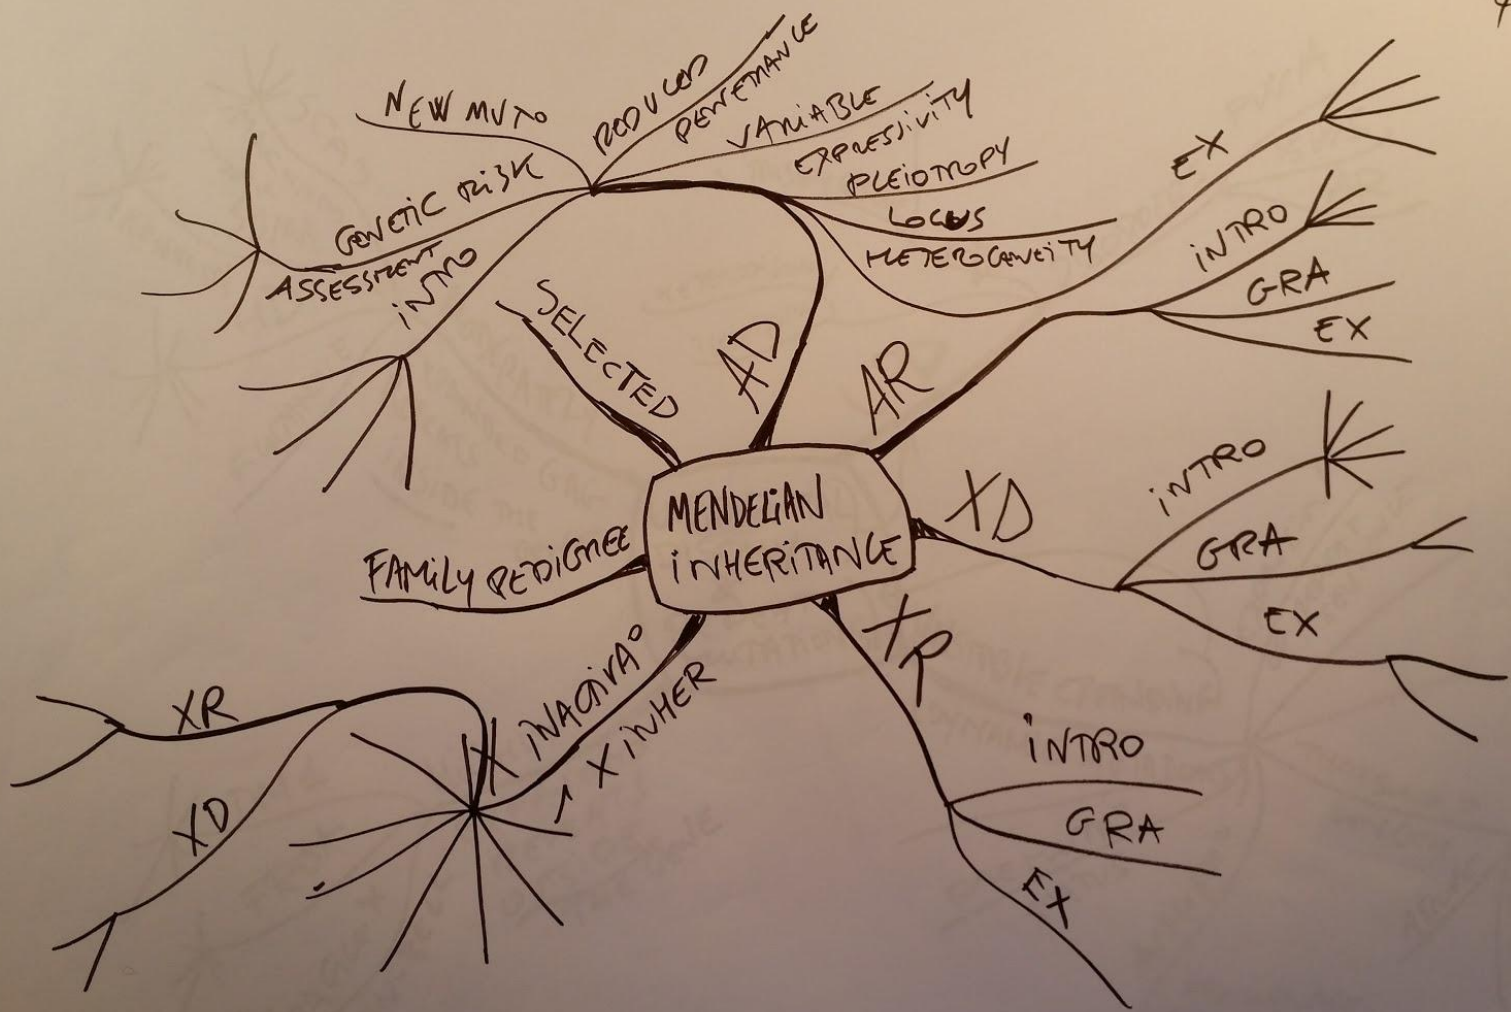 NEW MUTO
REDUCED
PENETRANCE
VARIABLE
EXPRESSIVITY
PLEIOTROPY
LOCUS
HETEROGENEITY
EX
GENETIC RISK
ASSESSMENT
INTRO
SELECTED
AD
AR
INTRO
GRA
EX
MENDELIAN
INHERITANCE
XD
INTRO
GRA
EX
FAMILY PEDIGREE
XR
INTRO
GRA
EX
X INACTIVAº
X INHER
XR
XD